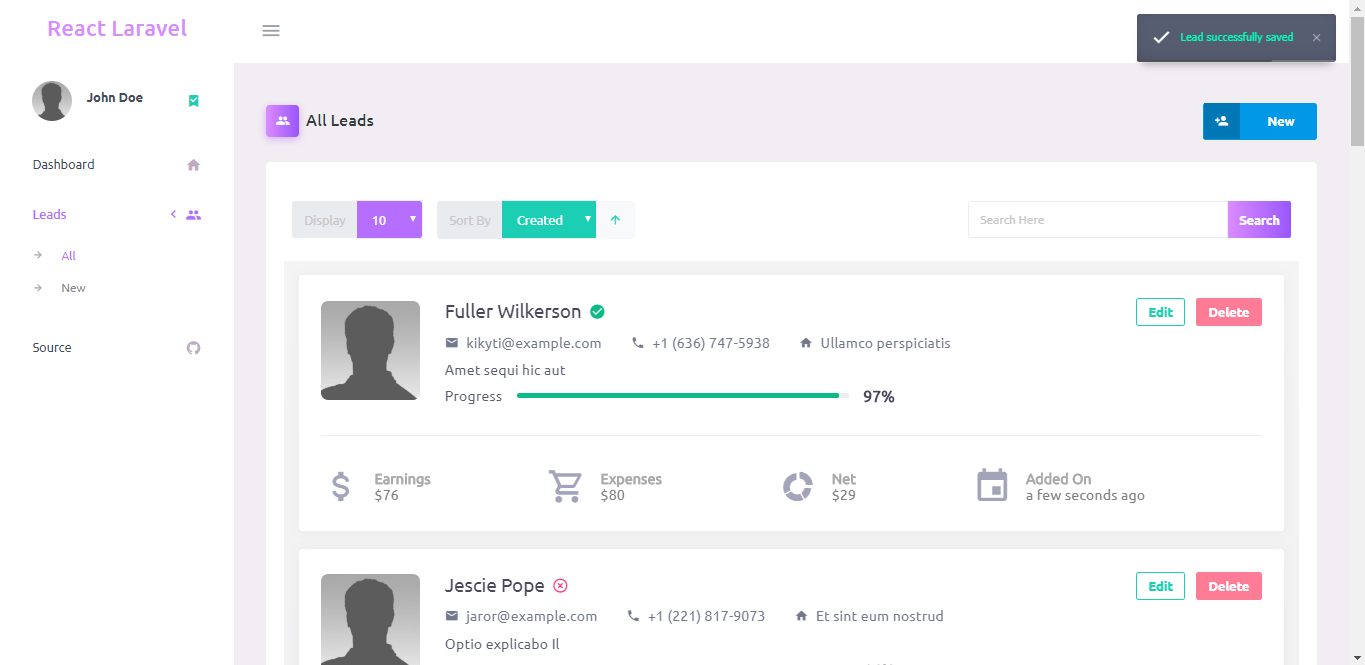 React Laravel
Lead successfully saved
John Doe
All Leads
New
Dashboard
Leads
All
New
Source
Display
10
Sort By
Created
Search Here
Search
Fuller Wilkerson
Edit
Delete
kikyti@example.com
+1 (636) 747-5938
Ullamco perspiciatis
Amet sequi hic aut
Progress
97%
Earnings
$76
Expenses
$80
Net
$29
Added On
a few seconds ago
Jescie Pope
Edit
Delete
jaror@example.com
+1 (221) 817-9073
Et sint eum nostrud
Optio explicabo Il